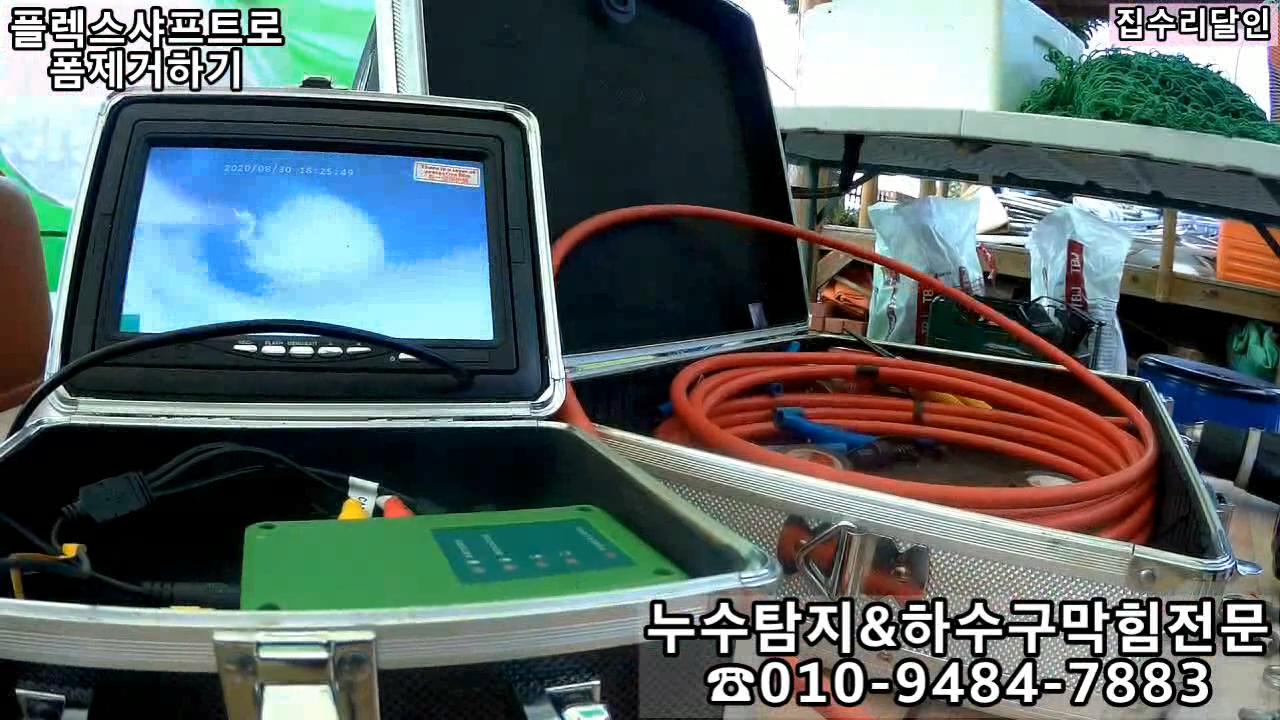 플렉스샤프트로
폼제거하기
집수리달인
2020/08/30 16:25:49
TBJ
누수탐지&하수구막힘전문
☎010-9484-7883